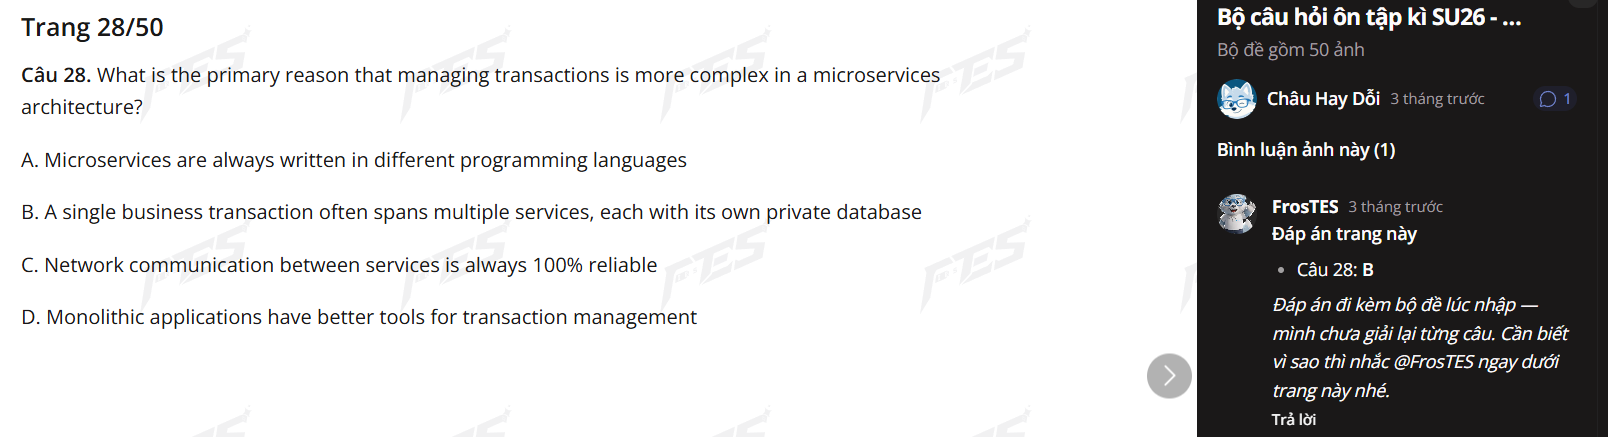 Trang 28/50
Câu 28. What is the primary reason that managing transactions is more complex in a microservices
architecture?
A. Microservices are always written in different programming languages
B. A single business transaction often spans multiple services, each with its own private database
C. Network communication between services is always 100% reliable
D. Monolithic applications have better tools for transaction management
Bộ câu hỏi ôn tập kì SU26 - ...
Bộ đề gồm 50 ảnh
Châu Hay Dỗi 3 tháng trước 1
Bình luận ảnh này (1)
FrosTES 3 tháng trước
Đáp án trang này
• Câu 28: B
Đáp án đi kèm bộ đề lúc nhập —
mình chưa giải lại từng câu. Cần biết
vì sao thì nhắc @FrosTES ngay dưới
trang này nhé.
Trả lời